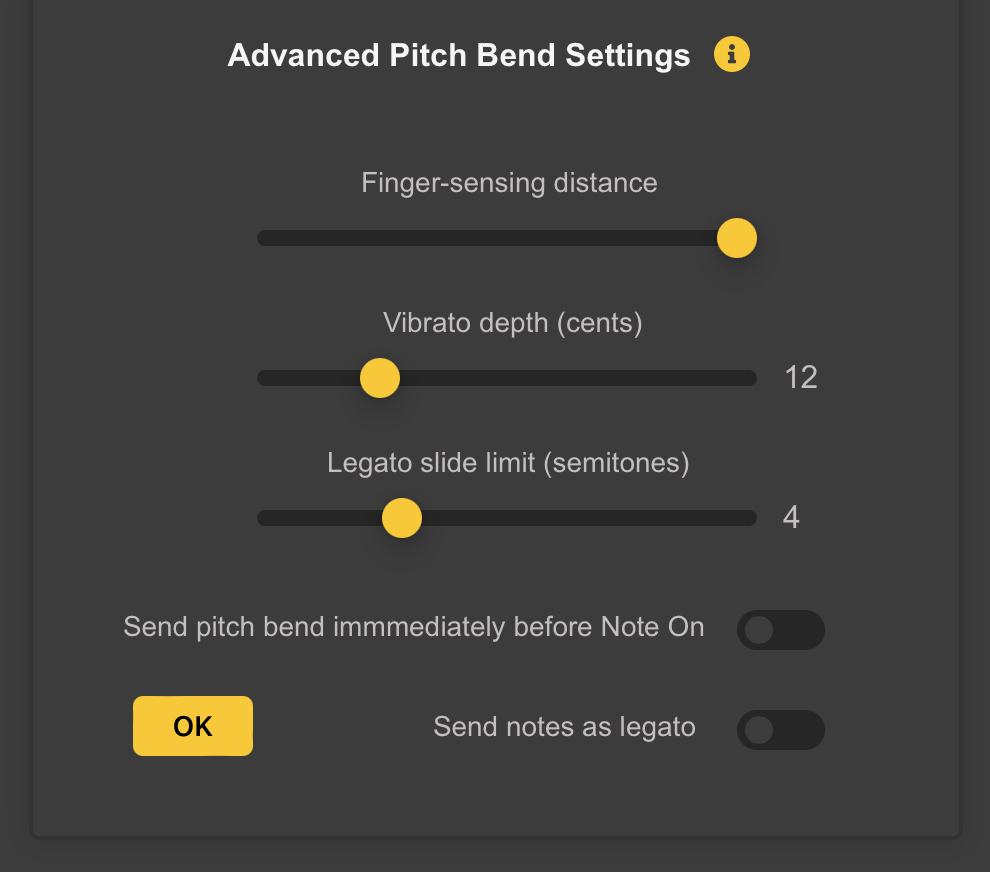 Advanced Pitch Bend Settings
Finger-sensing distance
Vibrato depth (cents)
12
Legato slide limit (semitones)
4
Send pitch bend immmediately before Note On
OK
Send notes as legato